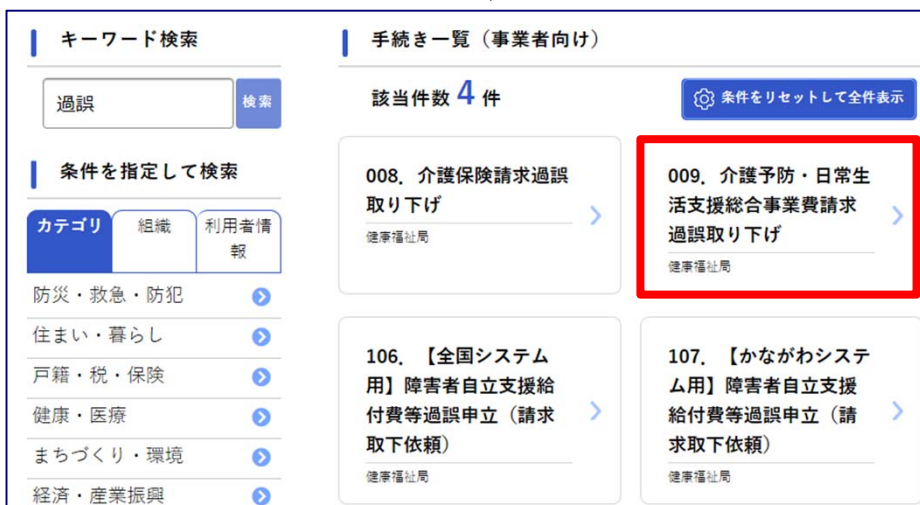 キーワード検索
過誤
検索
条件を指定して検索
カテゴリ
組織
利用者情
報
防災・救急・防犯
住まい・暮らし
戸籍・税・保険
健康・医療
まちづくり・環境
経済・産業振興
手続き一覧（事業者向け）
該当件数 4 件
条件をリセットして全件表示
008．介護保険請求過誤
取り下げ
健康福祉局
009．介護予防・日常生
活支援総合事業費請求
過誤取り下げ
健康福祉局
106．【全国システム
用】障害者自立支援給
付費等過誤申立（請求
取下依頼）
健康福祉局
107．【かながわシステ
ム用】障害者自立支援
給付費等過誤申立（請
求取下依頼）
健康福祉局